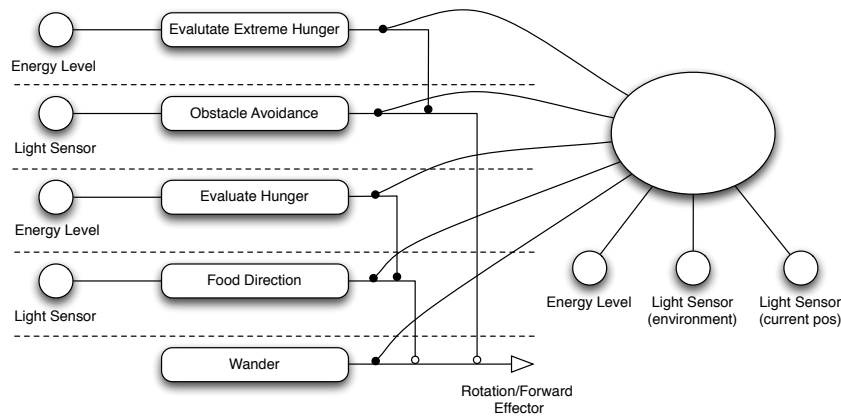 Evalutate Extreme Hunger
Energy Level
Obstacle Avoidance
Light Sensor
Evaluate Hunger
Energy Level
Food Direction
Light Sensor
Wander
Rotation/Forward
Effector
Energy Level
Light Sensor
(environment)
Light Sensor
(current pos)